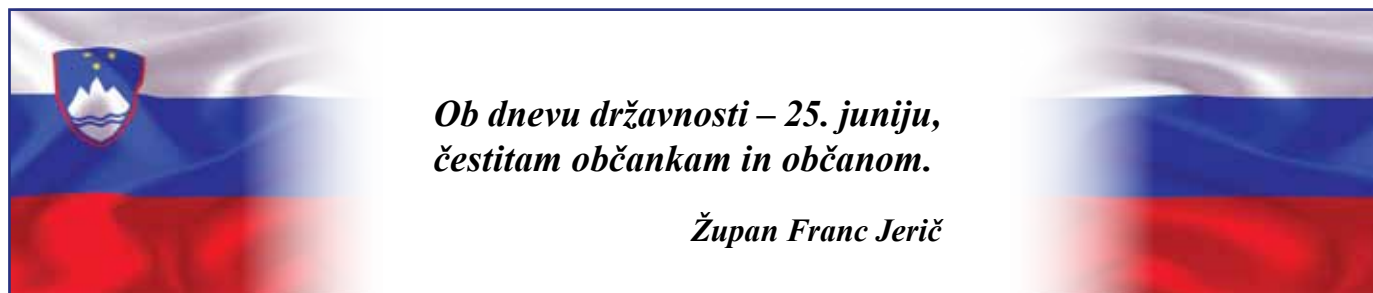 Ob dnevu državnosti – 25. juniju,
čestitam občankam in občanom.
Župan Franc Jerič